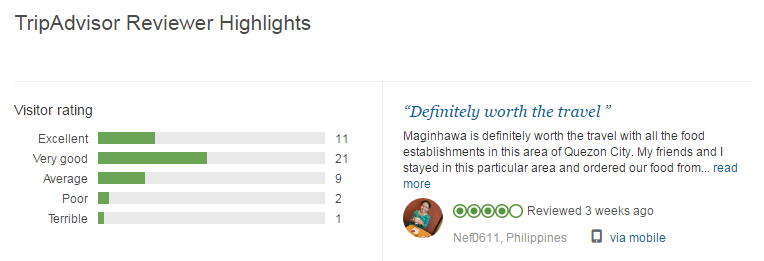 TripAdvisor Reviewer Highlights
Visitor rating
Excellent 11
Very good 21
Average 9
Poor 2
Terrible 1
“Definitely worth the travel ”
Maginhawa is definitely worth the travel with all the food
establishments in this area of Quezon City. My friends and I
stayed in this particular area and ordered our food from... read
more
Reviewed 3 weeks ago
Nef0611, Philippines via mobile